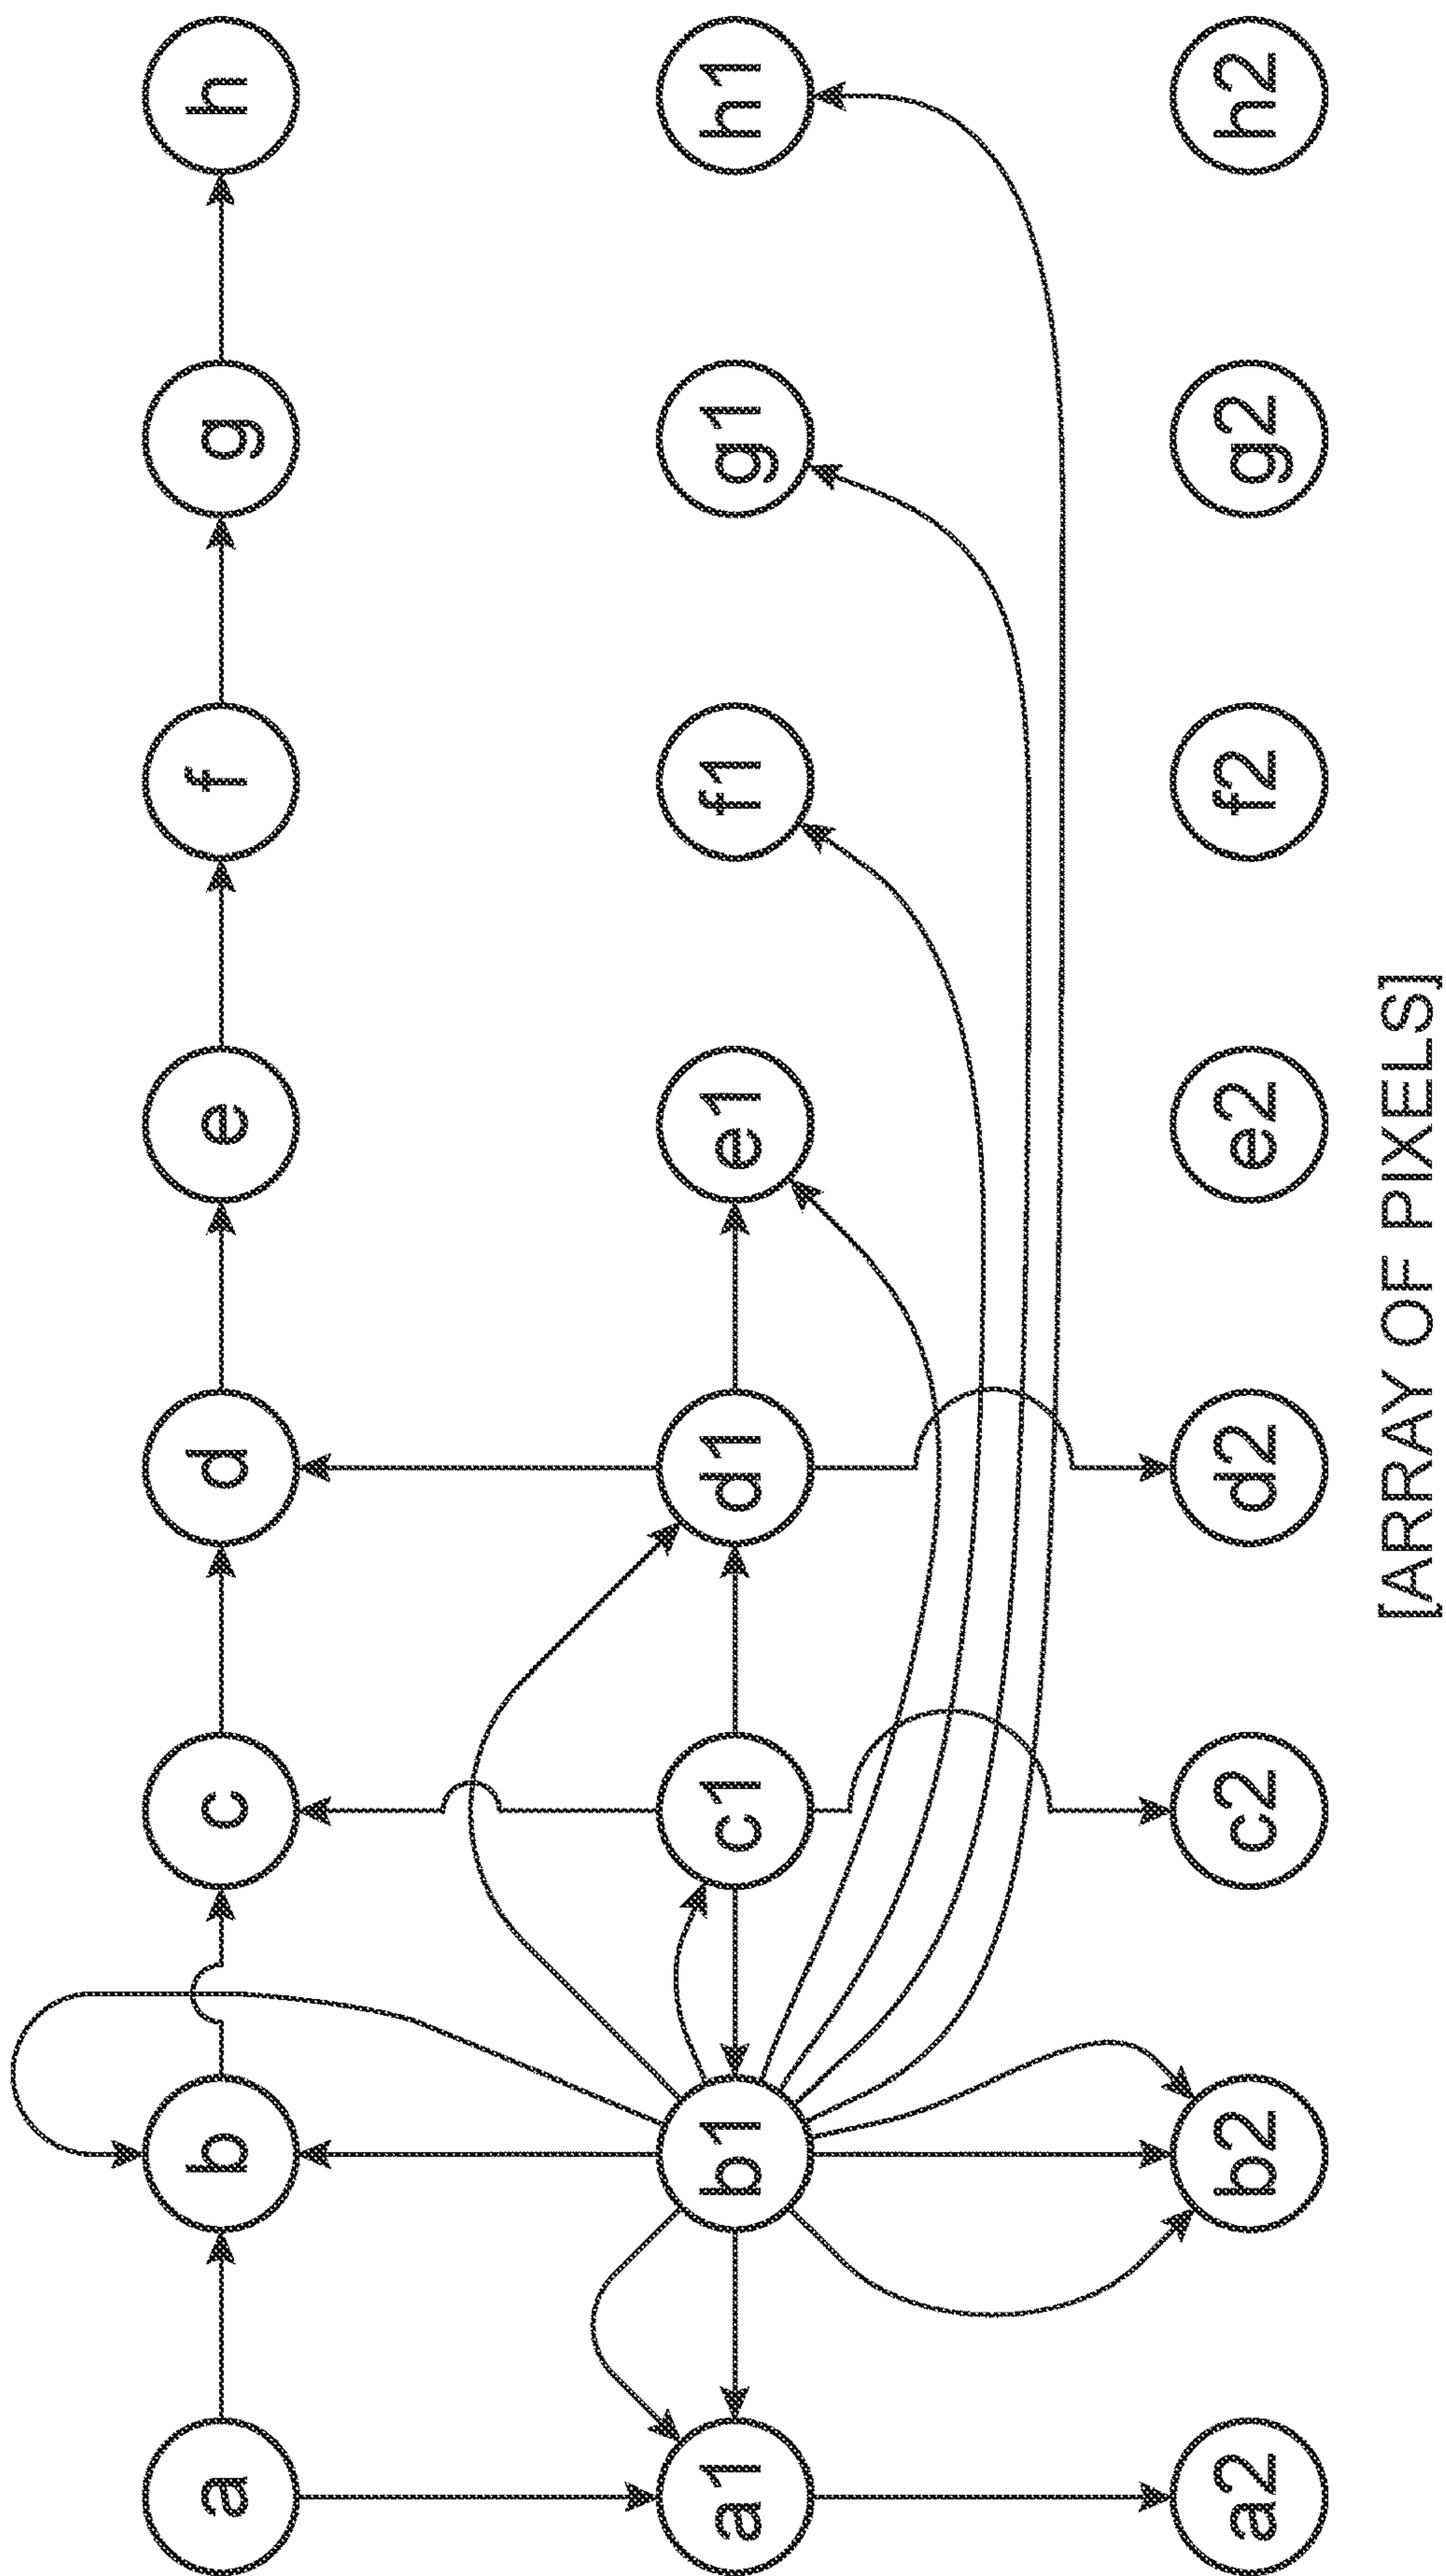 a b c d e f g h
a1 b1 c1 d1 e1 f1 g1 h1
a2 b2 c2 d2 e2 f2 g2 h2
[ARRAY OF PIXELS]